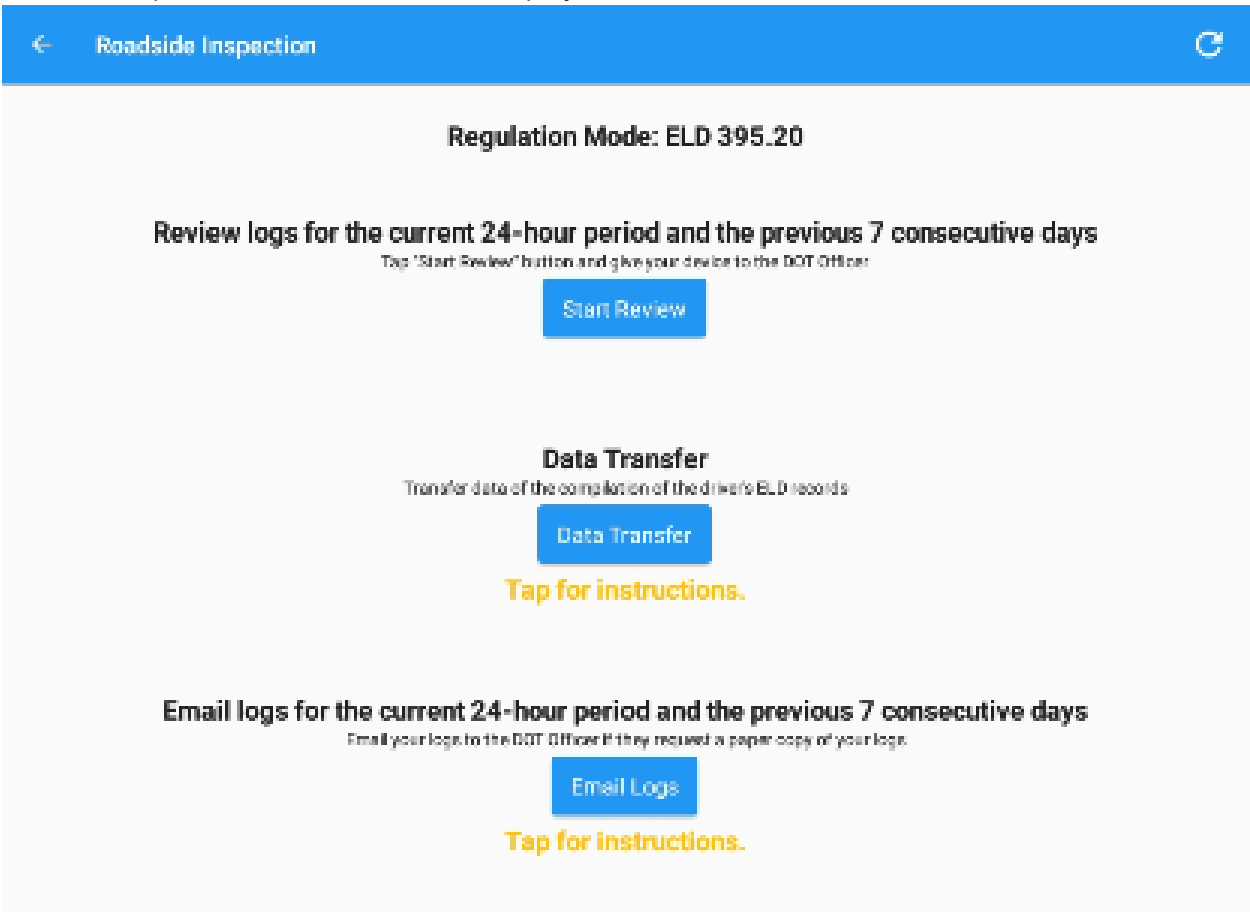 Roadside Inspection
Regulation Mode: ELD 395.20
Review logs for the current 24-hour period and the previous 7 consecutive days
Tap "Start Review" button and give your device to the DOT Officer
Start Review
Data Transfer
Transfer data of the compilation of the driver's ELD records
Data Transfer
Tap for instructions.
Email logs for the current 24-hour period and the previous 7 consecutive days
Email your logs to the DOT Officer if they request a paper copy of your logs
Email Logs
Tap for instructions.